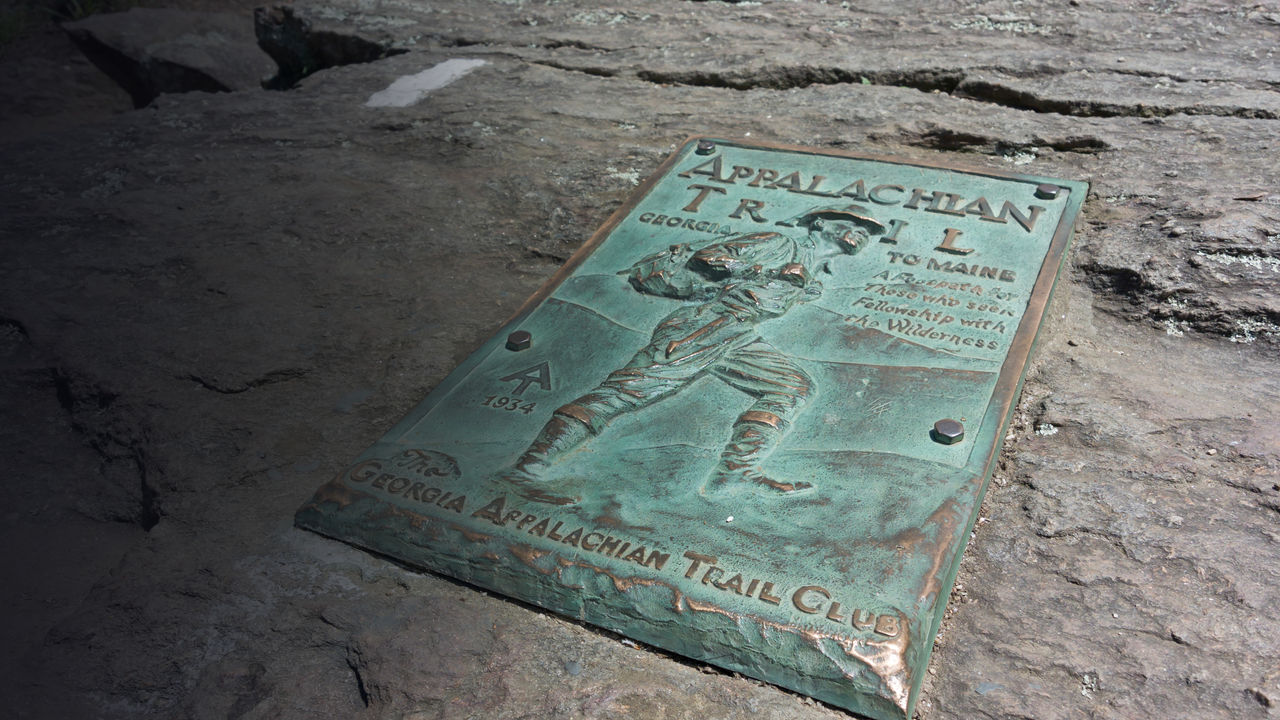 APPALACHIAN
TRAIL
GEORGIA
TO MAINE
A Footpath for
Those who seek
Fellowship with
the Wilderness
AT
1934
The
GEORGIA APPALACHIAN TRAIL CLUB